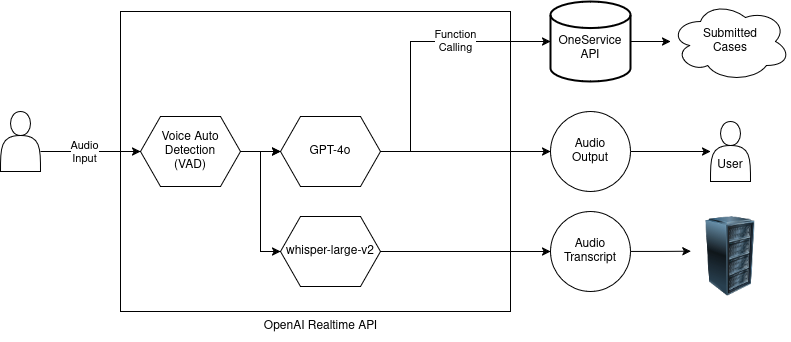 Function
Calling
OneService
API
Submitted
Cases
Audio
Input
Voice Auto
Detection
(VAD)
GPT-4o
Audio
Output
User
whisper-large-v2
Audio
Transcript
OpenAI Realtime API